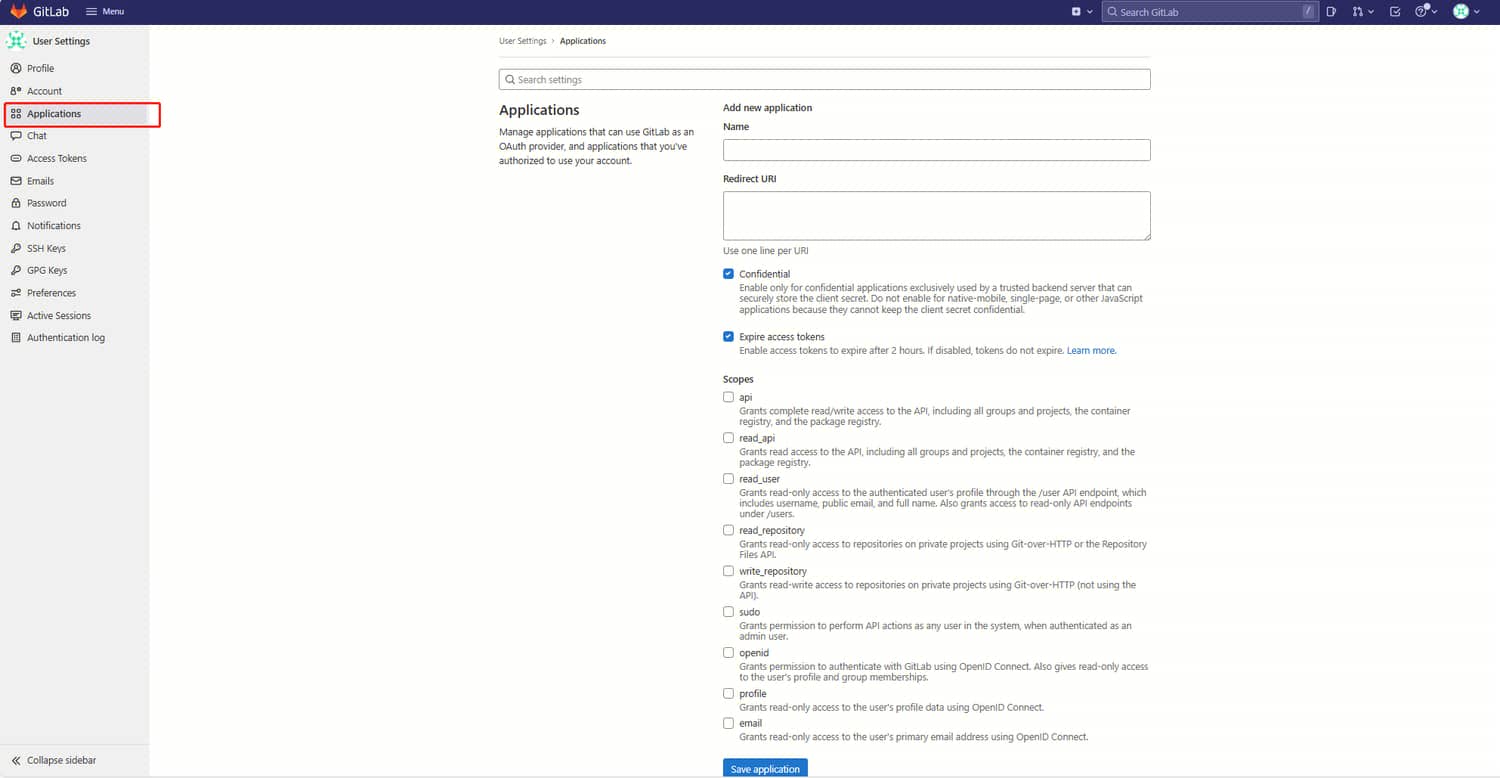 GitLab
Menu
Search GitLab
/
User Settings
Profile
Account
Applications
Chat
Access Tokens
Emails
Password
Notifications
SSH Keys
GPG Keys
Preferences
Active Sessions
Authentication log
Collapse sidebar
User Settings › Applications
Search settings
Applications
Manage applications that can use GitLab as an
OAuth provider, and applications that you've
authorized to use your account.
Add new application
Name
Redirect URI
Use one line per URI
Confidential
Enable only for confidential applications exclusively used by a trusted backend server that can
securely store the client secret. Do not enable for native-mobile, single-page, or other JavaScript
applications because they cannot keep the client secret confidential.
Expire access tokens
Enable access tokens to expire after 2 hours. If disabled, tokens do not expire. Learn more.
Scopes
api
Grants complete read/write access to the API, including all groups and projects, the container
registry, and the package registry.
read_api
Grants read access to the API, including all groups and projects, the container registry, and the
package registry.
read_user
Grants read-only access to the authenticated user's profile through the /user API endpoint, which
includes username, public email, and full name. Also grants access to read-only API endpoints
under /users.
read_repository
Grants read-only access to repositories on private projects using Git-over-HTTP or the Repository
Files API.
write_repository
Grants read-write access to repositories on private projects using Git-over-HTTP (not using the
API).
sudo
Grants permission to perform API actions as any user in the system, when authenticated as an
admin user.
openid
Grants permission to authenticate with GitLab using OpenID Connect. Also gives read-only access
to the user's profile and group memberships.
profile
Grants read-only access to the user's profile data using OpenID Connect.
email
Grants read-only access to the user's primary email address using OpenID Connect.
Save application